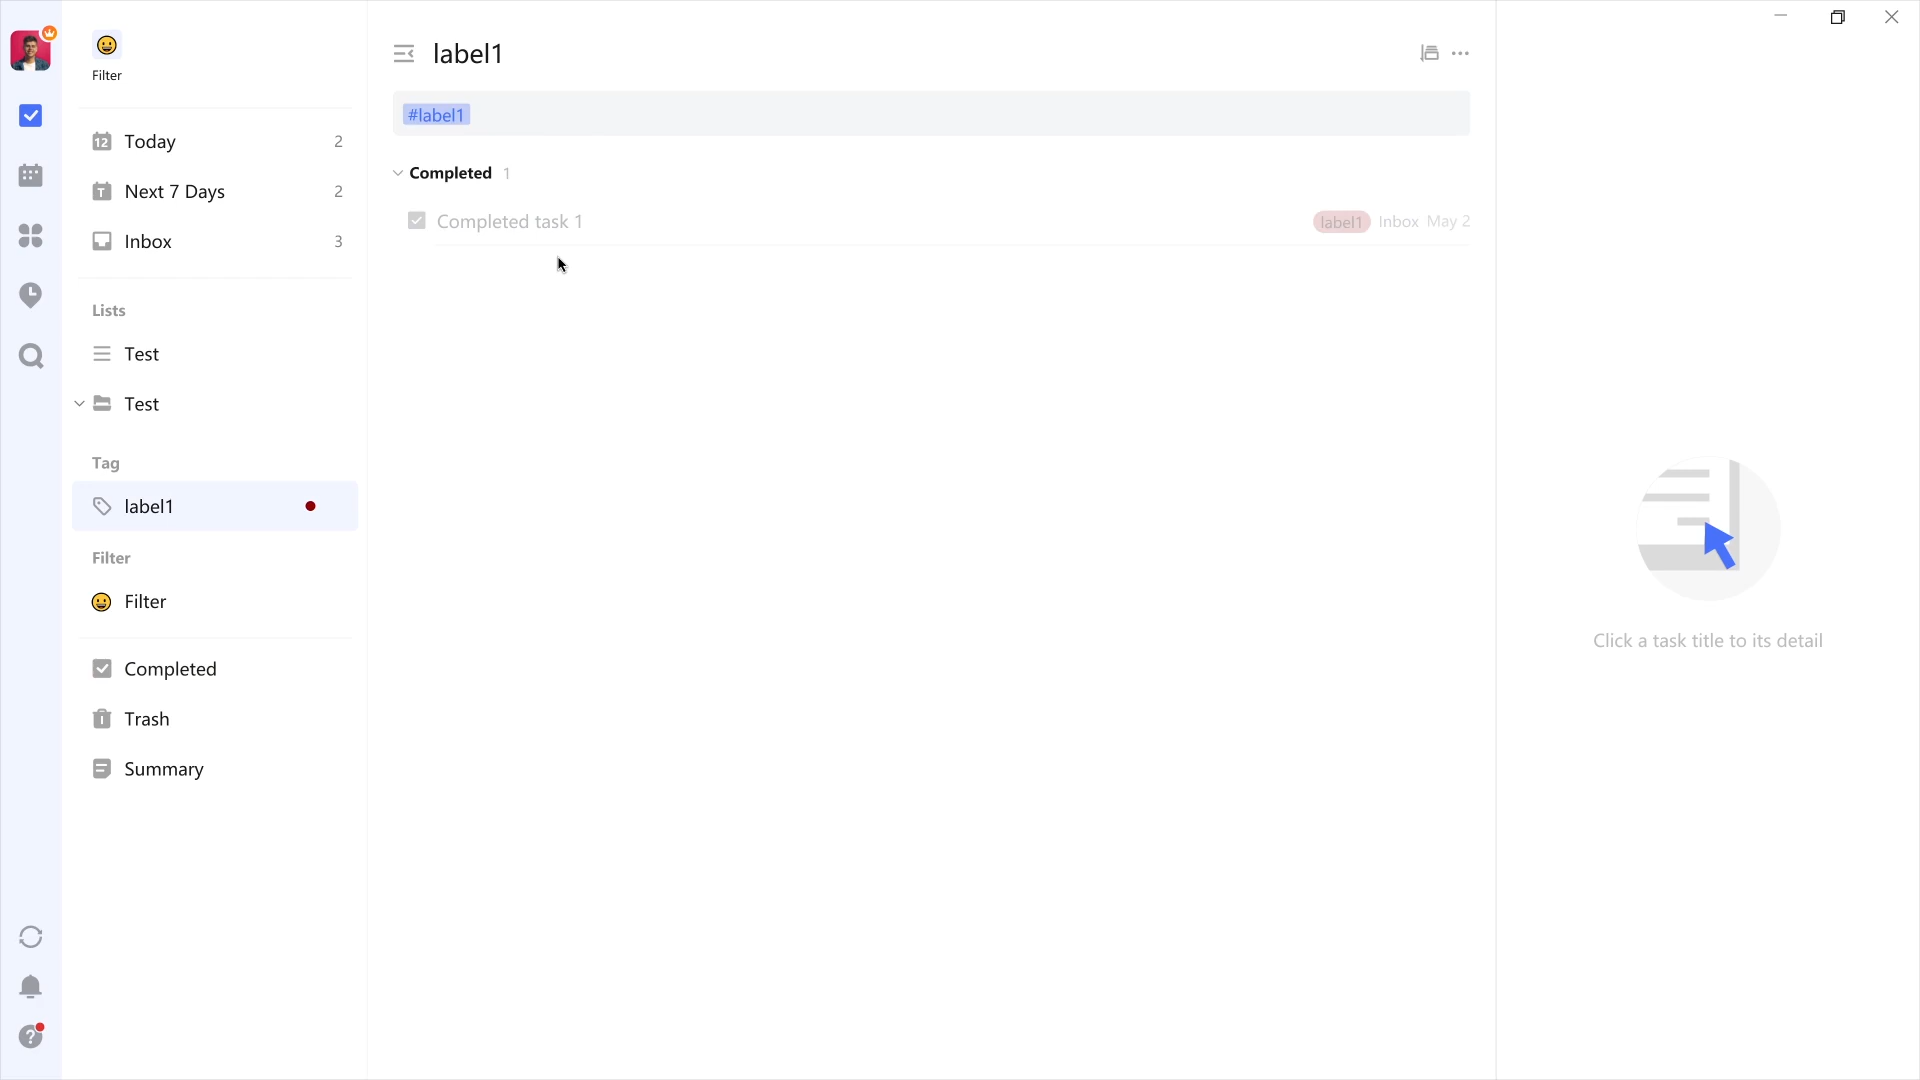 Filter
12 Today 2
T Next 7 Days 2
Inbox 3
Lists
Test
Test
Tag
label1
Filter
Filter
Completed
Trash
Summary
label1
#label1
Completed 1
Completed task 1 label1 Inbox May 2
Click a task title to its detail